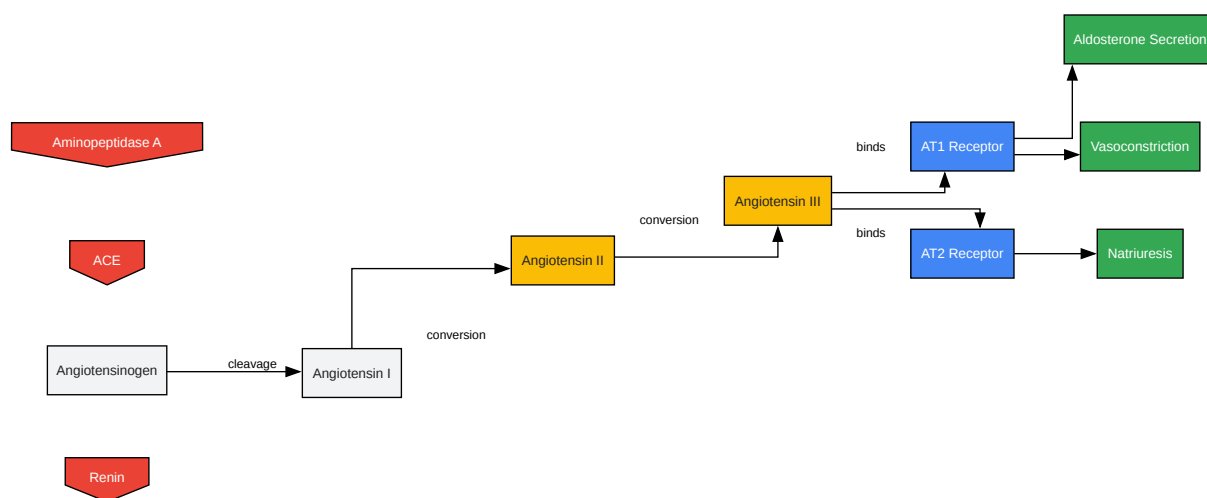 Aldosterone Secretion
Aminopeptidase A
binds
AT1 Receptor
Vasoconstriction
Angiotensin III
conversion
binds
AT2 Receptor
Natriuresis
ACE
Angiotensin II
conversion
Angiotensinogen
cleavage
Angiotensin I
Renin